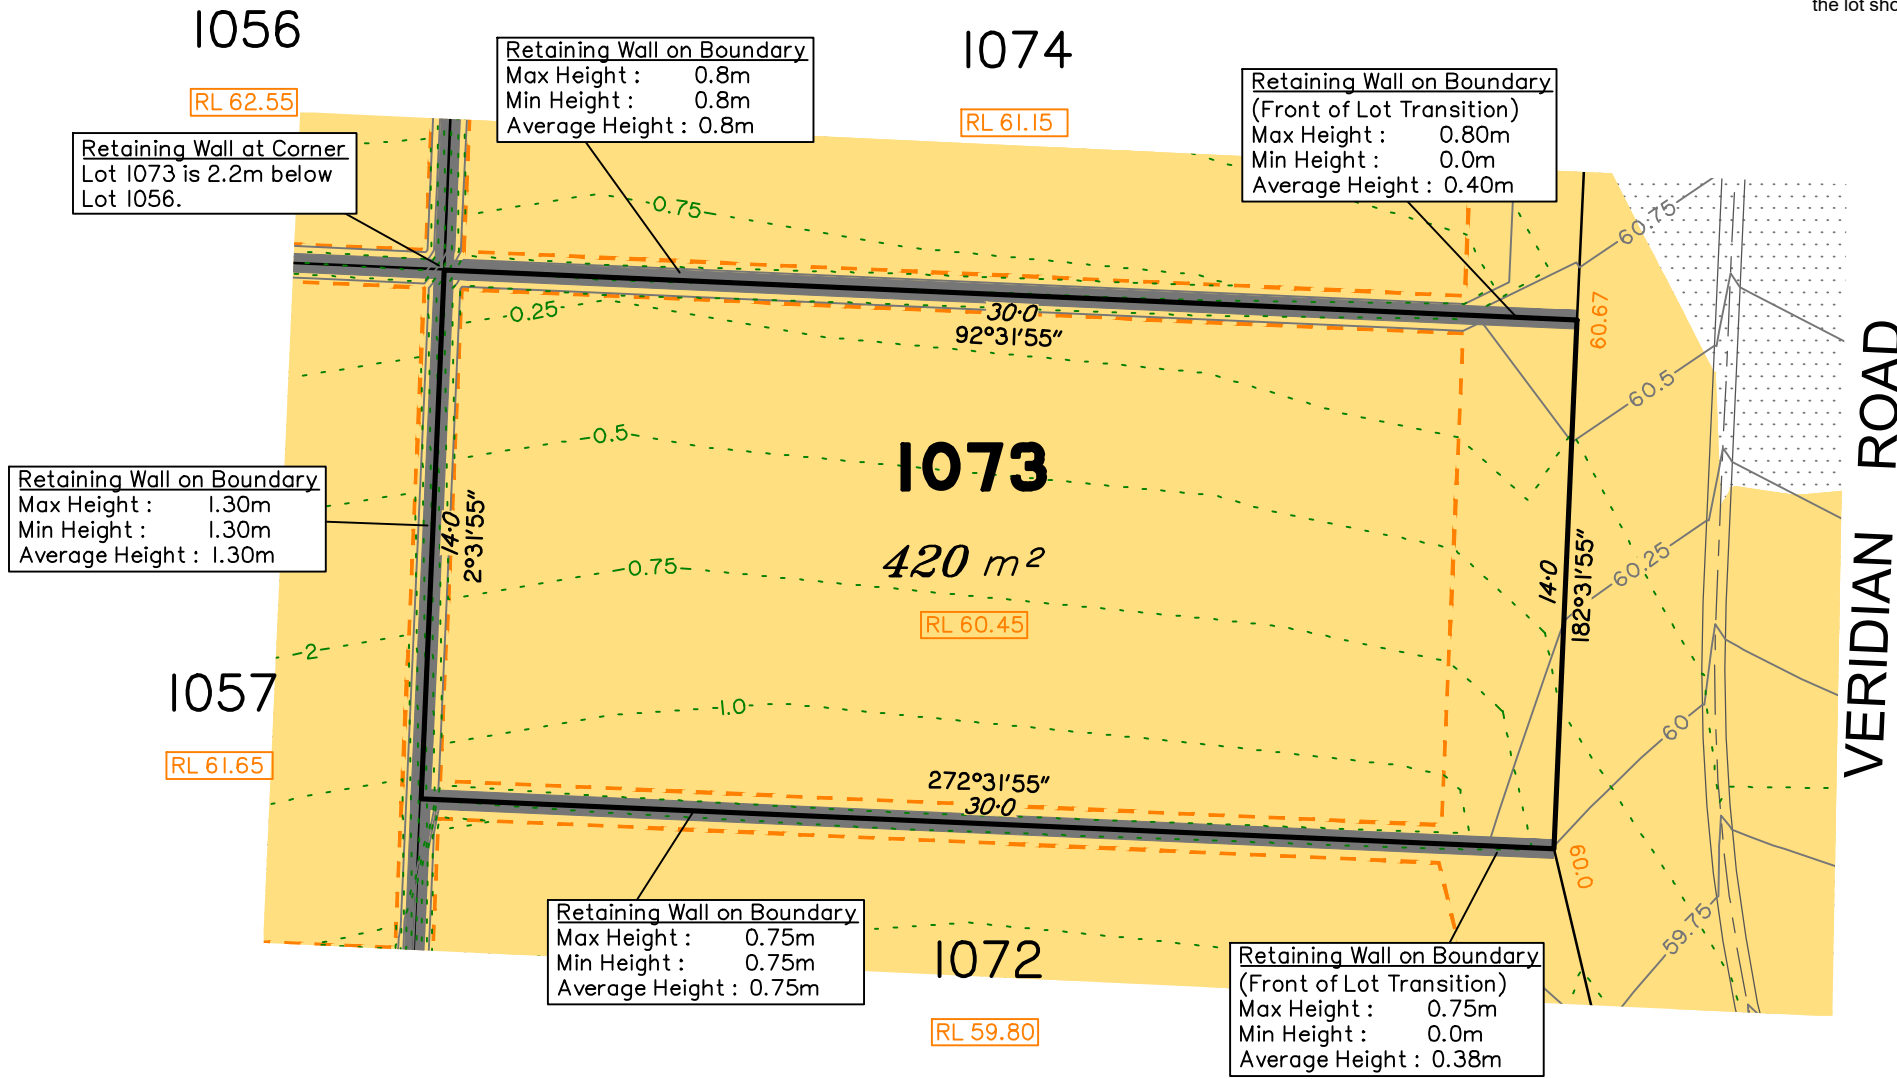 the lot sho
1056
RL 62.55
Retaining Wall on Boundary
Max Height : 0.8m
Min Height : 0.8m
Average Height : 0.8m
1074
RL 61.15
Retaining Wall on Boundary
(Front of Lot Transition)
Max Height : 0.80m
Min Height : 0.0m
Average Height : 0.40m
Retaining Wall at Corner
Lot 1073 is 2.2m below
Lot 1056.
0.75
60.75
0.25
30·0
92°31'55"
60.67
60.5
0.5
1073
Retaining Wall on Boundary
Max Height : 1.30m
Min Height : 1.30m
Average Height : 1.30m
14·0
2°31'55"
0.75
420 m²
RL 60.45
14·0
182°31'55"
60.25
VERIDIAN ROAD
2
1057
RL 61.65
1.0
60
272°31'55"
30·0
60.0
Retaining Wall on Boundary
Max Height : 0.75m
Min Height : 0.75m
Average Height : 0.75m
1072
RL 59.80
59.75
Retaining Wall on Boundary
(Front of Lot Transition)
Max Height : 0.75m
Min Height : 0.0m
Average Height : 0.38m